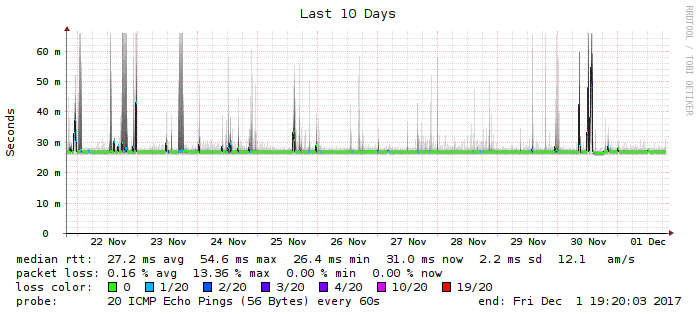 Last 10 Days
RRDTOOL / TOBI OETIKER
Seconds
60 m
50 m
40 m
30 m
20 m
10 m
0
22 Nov 23 Nov 24 Nov 25 Nov 26 Nov 27 Nov 28 Nov 29 Nov 30 Nov 01 Dec
median rtt: 27.2 ms avg 54.6 ms max 26.4 ms min 31.0 ms now 2.2 ms sd 12.1 am/s
packet loss: 0.16 % avg 13.36 % max 0.00 % min 0.00 % now
loss color: 0 1/20 2/20 3/20 4/20 10/20 19/20
probe: 20 ICMP Echo Pings (56 Bytes) every 60s end: Fri Dec 1 19:20:03 2017